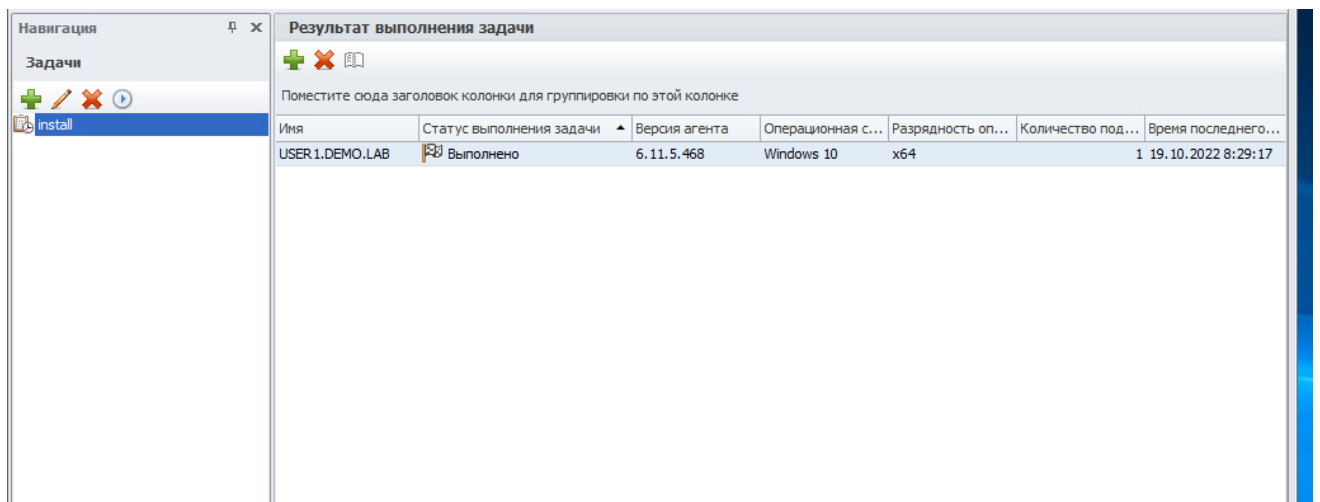 Навигация
Задачи
install
Результат выполнения задачи
Поместите сюда заголовок колонки для группировки по этой колонке
Имя Статус выполнения задачи Версия агента Операционная с... Разрядность оп... Количество под... Время последнего...
USER1.DEMO.LAB Выполнено 6.11.5.468 Windows 10 x64 1 19.10.2022 8:29:17